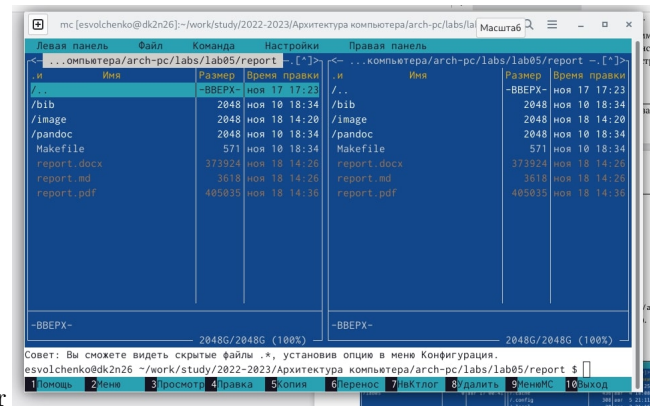 mc [esvolchenko@dk2n26]:~/work/study/2022-2023/Архитектура компьютера/arch-pc/labs/lab
Масштаб
Левая панель Файл Команда Настройки Правая панель
<— ...омпьютера/arch-pc/labs/lab05/report —.[^]> <— ...компьютера/arch-pc/labs/lab05/report —.[^]>
.и Имя Размер Время правки .и Имя Размер Время правки
/.. -ВВЕРХ- ноя 17 17:23 /.. -ВВЕРХ- ноя 17 17:23
/bib 2048 ноя 10 18:34 /bib 2048 ноя 10 18:34
/image 2048 ноя 18 14:20 /image 2048 ноя 18 14:20
/pandoc 2048 ноя 10 18:34 /pandoc 2048 ноя 10 18:34
Makefile 571 ноя 10 18:34 Makefile 571 ноя 10 18:34
report.docx 373924 ноя 18 14:26 report.docx 373924 ноя 18 14:26
report.md 3618 ноя 18 14:26 report.md 3618 ноя 18 14:26
report.pdf 405035 ноя 18 14:36 report.pdf 405035 ноя 18 14:36
-ВВЕРХ- -ВВЕРХ-
2048G/2048G (100%) 2048G/2048G (100%)
Совет: Вы сможете видеть скрытые файлы .*, установив опцию в меню Конфигурация.
esvolchenko@dk2n26 ~/work/study/2022-2023/Архитектура компьютера/arch-pc/labs/lab05/report $
1Помощь 2Меню 3Просмотр 4Правка 5Копия 6Перенос 7НвКтлог 8Удалить 9МенюМС 10Выход
r